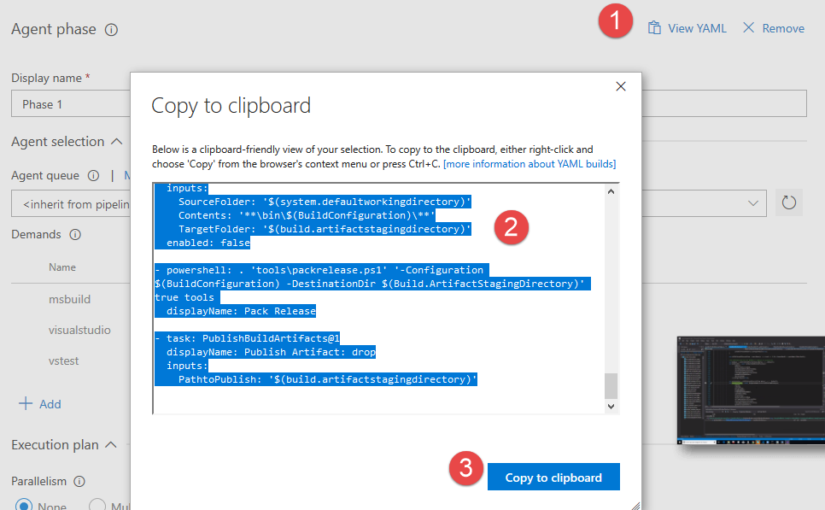 Agent phase
1
View YAML
Remove
Display name *
Phase 1
Agent selection
Agent queue
|
<inherit from pipelin
Demands
Name
msbuild
visualstudio
vstest
Add
Execution plan
Parallelism
None
Mul
Copy to clipboard
Below is a clipboard-friendly view of your selection. To copy to the clipboard, either right-click and
choose 'Copy' from the browser's context menu or press Ctrl+C. [more information about YAML builds]
inputs:
SourceFolder: '$(system.defaultworkingdirectory)'
Contents: '**\bin\$(BuildConfiguration)\**'
TargetFolder: '$(build.artifactstagingdirectory)'
enabled: false
2
- powershell: . 'tools\packrelease.ps1' '-Configuration
$(BuildConfiguration) -DestinationDir $(Build.ArtifactStagingDirectory)'
true tools
displayName: Pack Release
- task: PublishBuildArtifacts@1
displayName: Publish Artifact: drop
inputs:
PathtoPublish: '$(build.artifactstagingdirectory)'
3
Copy to clipboard